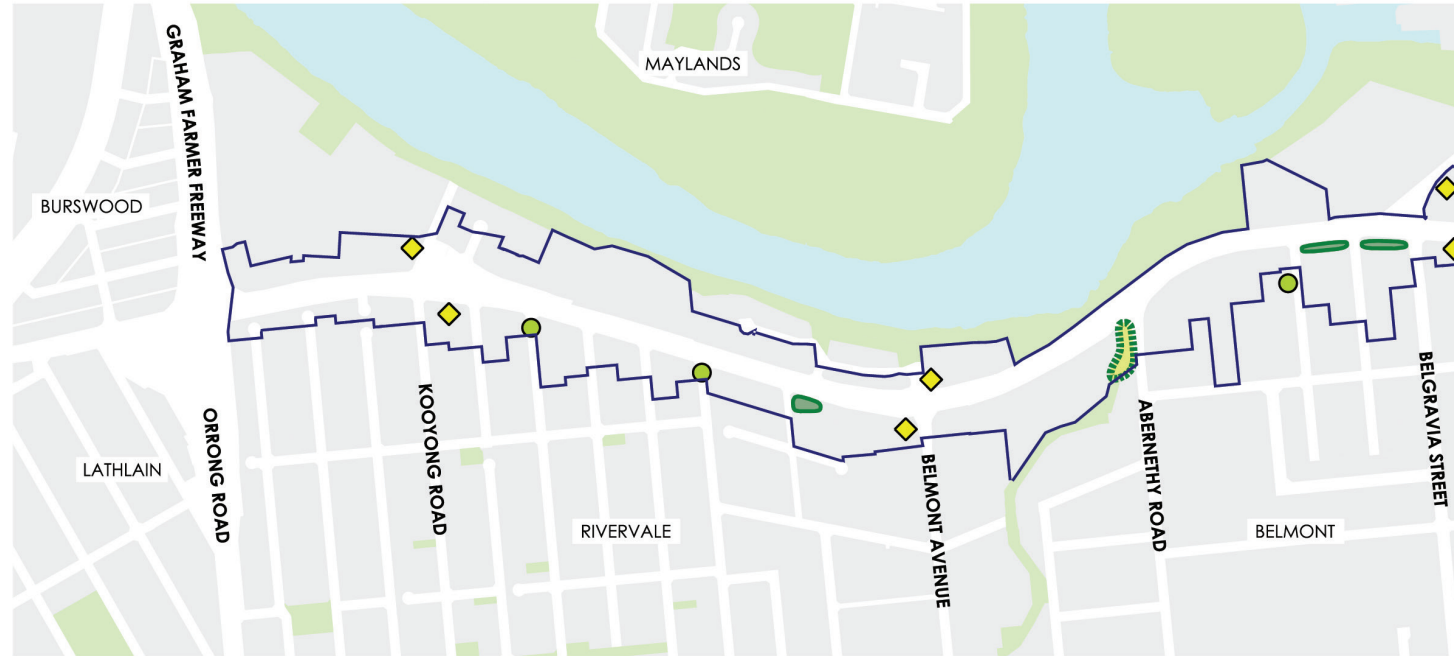 GRAHAM FARMER FREEWAY
MAYLANDS
BURSWOOD
ORRONG ROAD
KOOYONG ROAD
LATHLAIN
RIVERVALE
BELMONT AVENUE
ABERNETHY ROAD
BELMONT
BELGRAVIA STREET